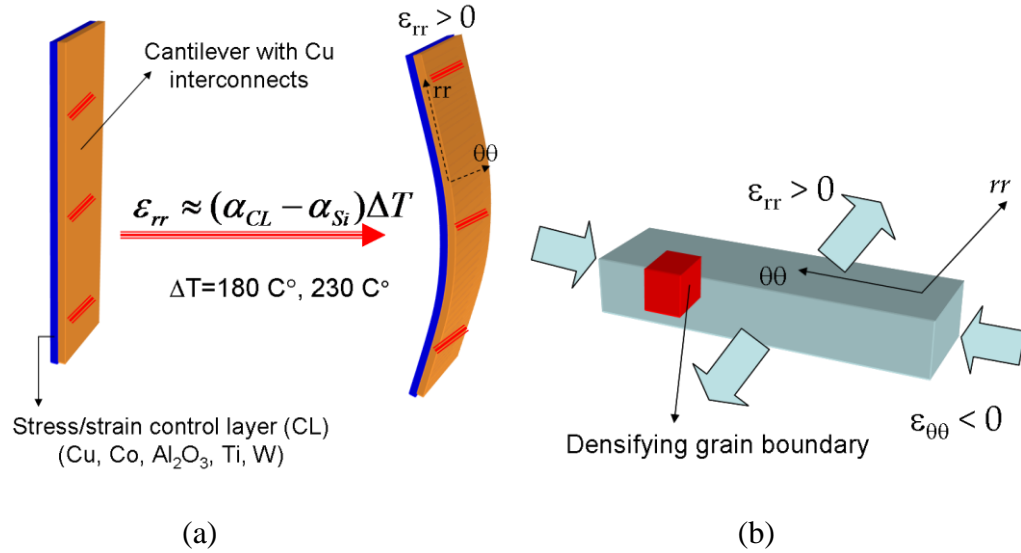 ε_rr > 0
Cantilever with Cu
interconnects
rr
θθ
ε_rr ≈ (α_CL − α_Si)ΔT
ΔT=180 C°, 230 C°
Stress/strain control layer (CL)
(Cu, Co, Al₂O₃, Ti, W)
(a)
ε_rr > 0
rr
θθ
ε_θθ < 0
Densifying grain boundary
(b)